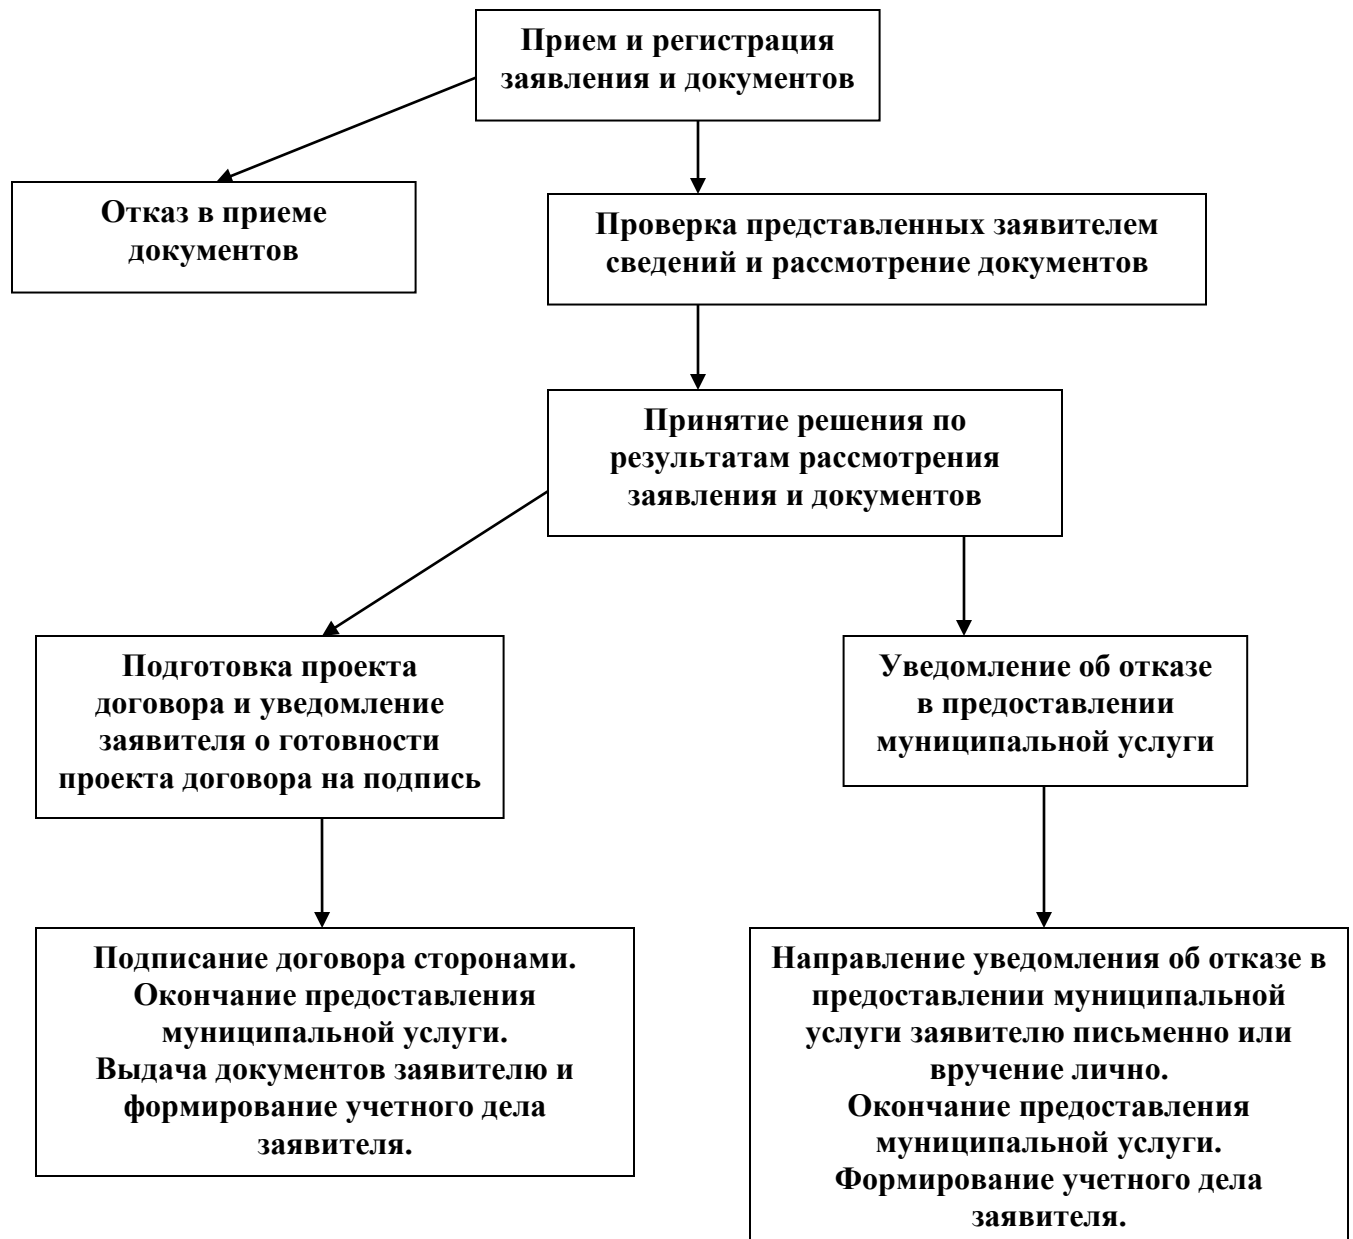 Прием и регистрация
заявления и документов
Отказ в приеме
документов
Проверка представленных заявителем
сведений и рассмотрение документов
Принятие решения по
результатам рассмотрения
заявления и документов
Подготовка проекта
договора и уведомление
заявителя о готовности
проекта договора на подпись
Уведомление об отказе
в предоставлении
муниципальной услуги
Подписание договора сторонами.
Окончание предоставления
муниципальной услуги.
Выдача документов заявителю и
формирование учетного дела
заявителя.
Направление уведомления об отказе в
предоставлении муниципальной
услуги заявителю письменно или
вручение лично.
Окончание предоставления
муниципальной услуги.
Формирование учетного дела
заявителя.